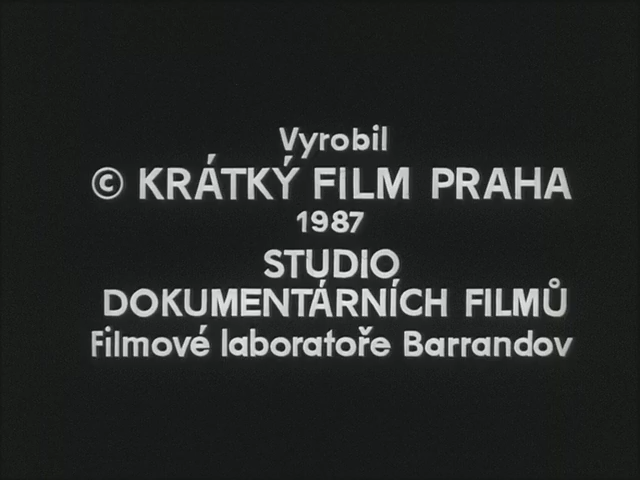 Vyrobil
© KRÁTKÝ FILM PRAHA
1987
STUDIO
DOKUMENTÁRNÍCH FILMŮ
Filmové laboratoře Barrandov